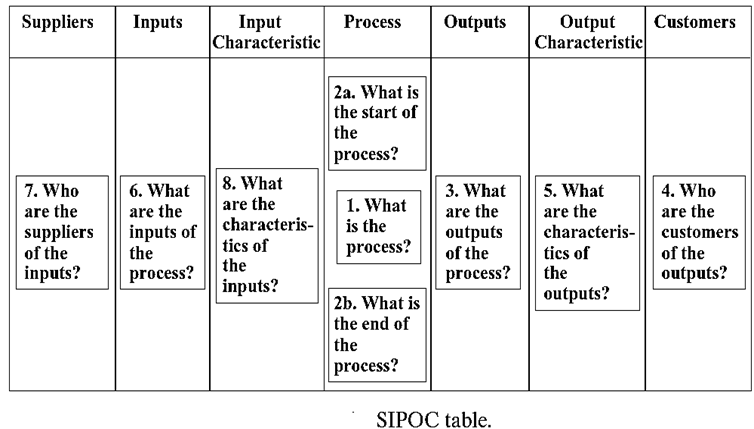 Suppliers
Inputs
Input
Characteristic
Process
Outputs
Output
Characteristic
Customers
7. Who
are the
suppliers
of the
inputs?
6. What
are the
inputs of
the
process?
8. What
are the
characteris-
tics of
the
inputs?
2a. What is
the start of
the
process?
1. What
is the
process?
2b. What is
the end of
the
process?
3. What
are the
outputs
of the
process?
5. What
are the
characteris-
tics of
the
outputs?
4. Who
are the
customers
of the
outputs?
SIPOC table.